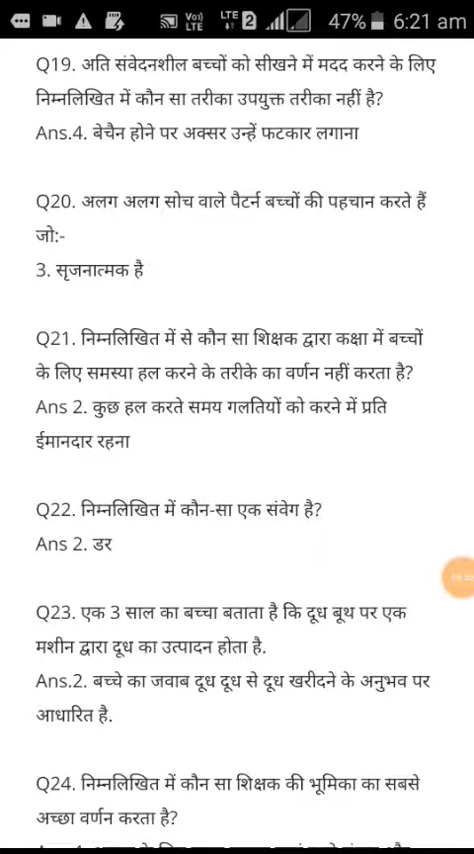 Vo)) LTE LTE 2 47% 6:21 am
Q19. अति संवेदनशील बच्चों को सीखने में मदद करने के लिए
निम्नलिखित में कौन सा तरीका उपयुक्त तरीका नहीं है?
Ans.4. बेचैन होने पर अक्सर उन्हें फटकार लगाना
Q20. अलग अलग सोच वाले पैटर्न बच्चों की पहचान करते हैं
जो:-
3. सृजनात्मक है
Q21. निम्नलिखित में से कौन सा शिक्षक द्वारा कक्षा में बच्चों
के लिए समस्या हल करने के तरीके का वर्णन नहीं करता है?
Ans 2. कुछ हल करते समय गलतियों को करने में प्रति
ईमानदार रहना
Q22. निम्नलिखित में कौन-सा एक संवेग है?
Ans 2. डर
Q23. एक 3 साल का बच्चा बताता है कि दूध बूथ पर एक
मशीन द्वारा दूध का उत्पादन होता है.
Ans.2. बच्चे का जवाब दूध दूध से दूध खरीदने के अनुभव पर
आधारित है.
Q24. निम्नलिखित में कौन सा शिक्षक की भूमिका का सबसे
अच्छा वर्णन करता है?